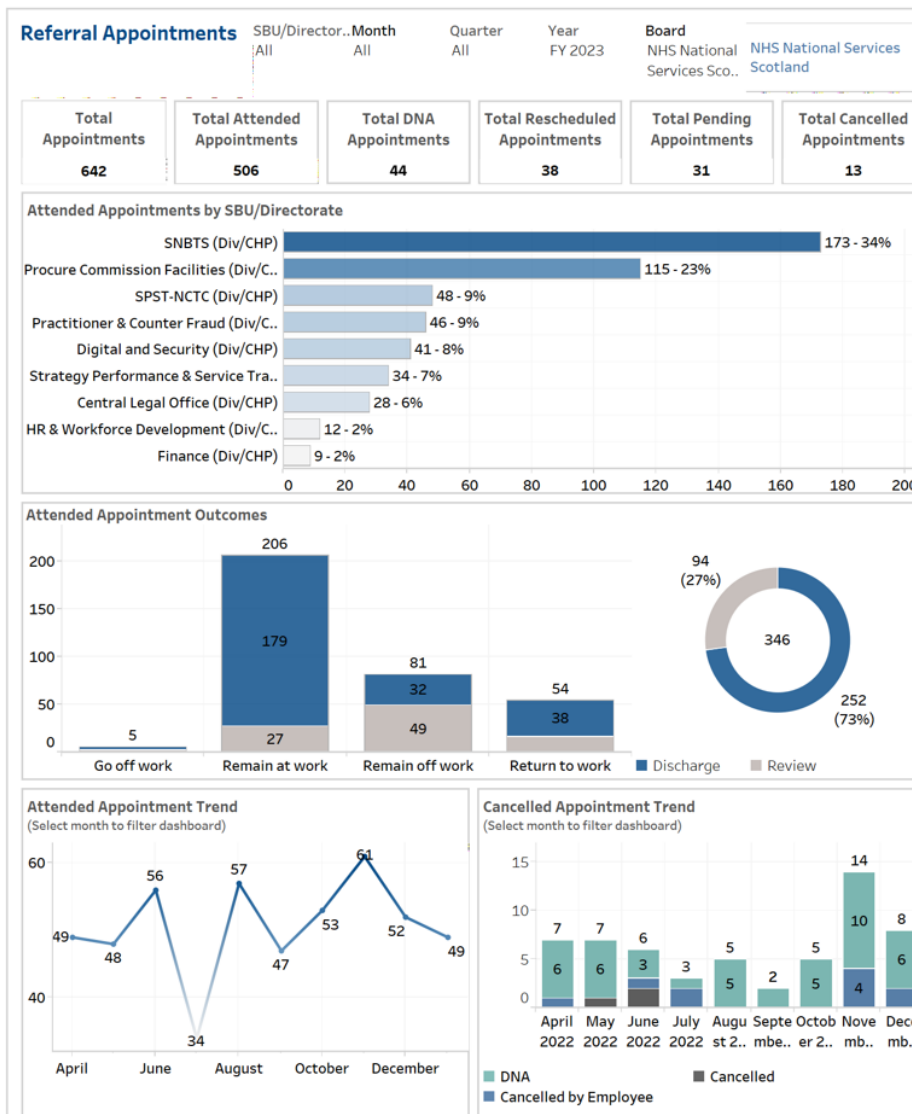 Referral Appointments
SBU/Director.. Month Quarter Year Board
All All All FY 2023 NHS National
Services Sco..
NHS National Services
Scotland
Total
Appointments
642
Total Attended
Appointments
506
Total DNA
Appointments
44
Total Rescheduled
Appointments
38
Total Pending
Appointments
31
Total Cancelled
Appointments
13
Attended Appointments by SBU/Directorate
SNBTS (Div/CHP) 173 - 34%
Procure Commission Facilities (Div/C.. 115 - 23%
SPST-NCTC (Div/CHP) 48 - 9%
Practitioner & Counter Fraud (Div/C.. 46 - 9%
Digital and Security (Div/CHP) 41 - 8%
Strategy Performance & Service Tra.. 34 - 7%
Central Legal Office (Div/CHP) 28 - 6%
HR & Workforce Development (Div/C.. 12 - 2%
Finance (Div/CHP) 9 - 2%
0 20 40 60 80 100 120 140 160 180 200
Attended Appointment Outcomes
200
150
100
50
0
5
206
179
27
81
32
49
54
38
Go off work Remain at work Remain off work Return to work
94
(27%)
346
252
(73%)
Discharge Review
Attended Appointment Trend
(Select month to filter dashboard)
60
40
49
48
56
34
57
47
53
61
52
49
April June August October December
Cancelled Appointment Trend
(Select month to filter dashboard)
15
10
5
0
7
6
7
6
6
3
3
5
5
2
5
5
14
10
4
8
6
April May June July Augu Septe Octob Nove Dece
2022 2022 2022 2022 st 2.. mbe.. er 2.. mb.. mb..
DNA Cancelled
Cancelled by Employee